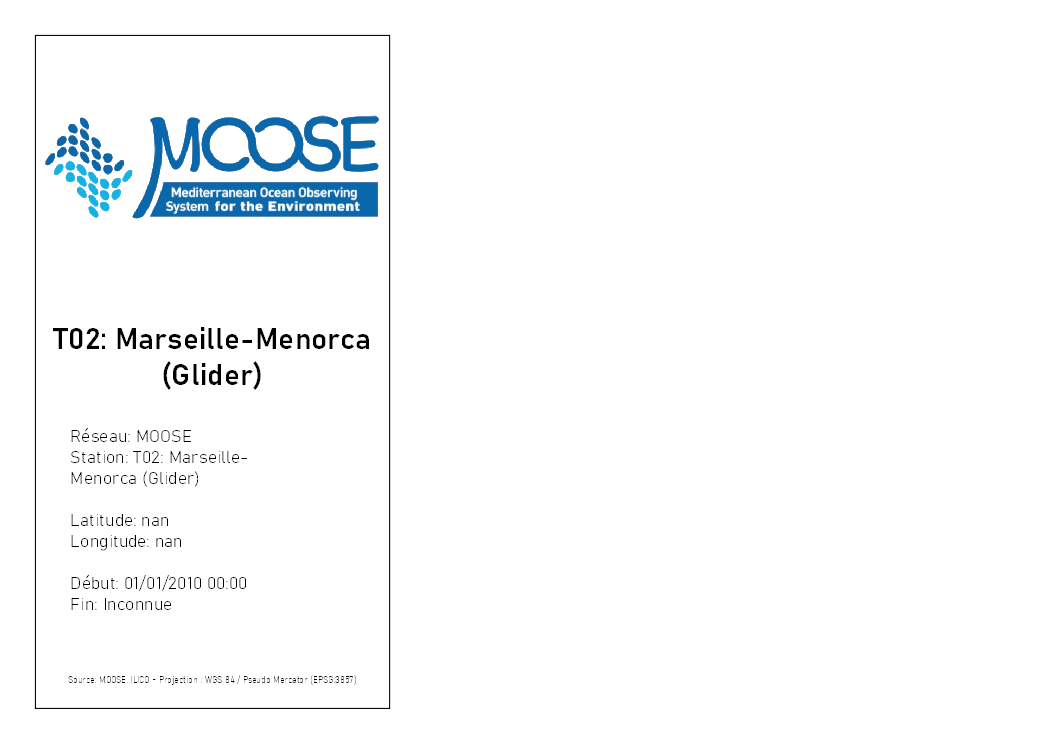 MOOSE
Mediterranean Ocean Observing
System for the Environment
T02: Marseille-Menorca
(Glider)
Réseau: MOOSE
Station: T02: Marseille-
Menorca (Glider)
Latitude: nan
Longitude: nan
Début: 01/01/2010 00:00
Fin: Inconnue
Source: MOOSE, ILICO - Projection : WGS 84 / Pseudo Mercator (EPSG:3857)